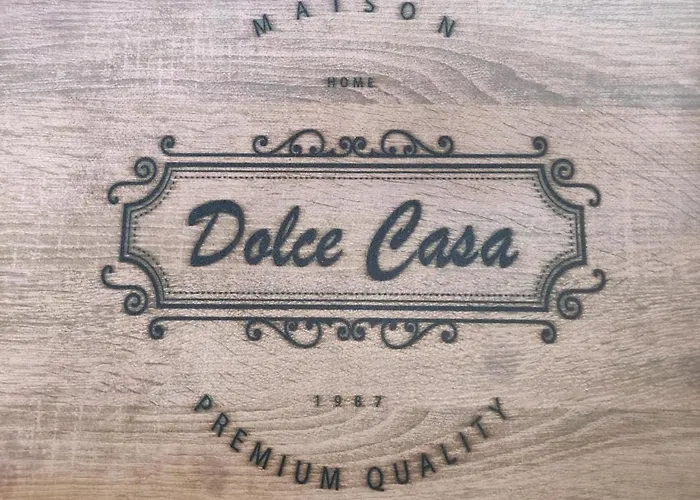 MAISON
HOME
Dolce Casa
1987
PREMIUM QUALITY